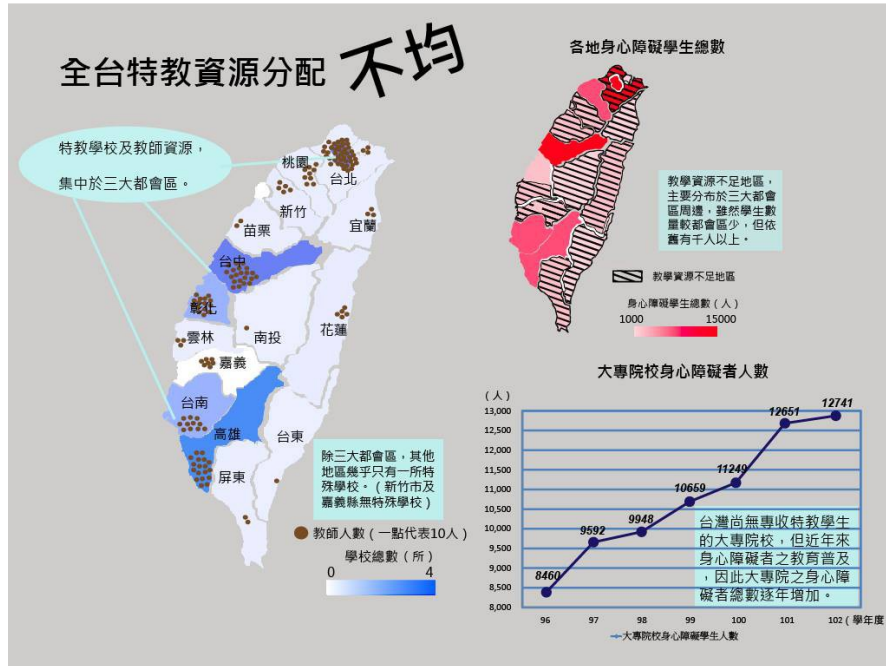 全台特教資源分配 不均
特教學校及教師資源，
集中於三大都會區。
桃園
台北
新竹
宜蘭
苗栗
台中
彰化
雲林
南投
花蓮
嘉義
台南
高雄
台東
屏東
除三大都會區，其他
地區幾乎只有一所特
殊學校。（新竹市及
嘉義縣無特殊學校）
教師人數（一點代表10人）
學校總數（所）
0 4
各地身心障礙學生總數
教學資源不足地區，
主要分布於三大都會
區周邊，雖然學生數
量較都會區少，但依
舊有千人以上。
教學資源不足地區
身心障礙學生總數（人）
1000 15000
大專院校身心障礙者人數
（人）
13,000
12,500
12,000
11,500
11,000
10,500
10,000
9,500
9,000
8,500
8,000
8460
9592
9948
10659
11249
12651
12741
台灣尚無專收特教學生
的大專院校，但近年來
身心障礙者之教育普及
，因此大專院之身心障
礙者總數逐年增加。
96 97 98 99 100 101 102（學年度
大專院校身心障礙學生人數